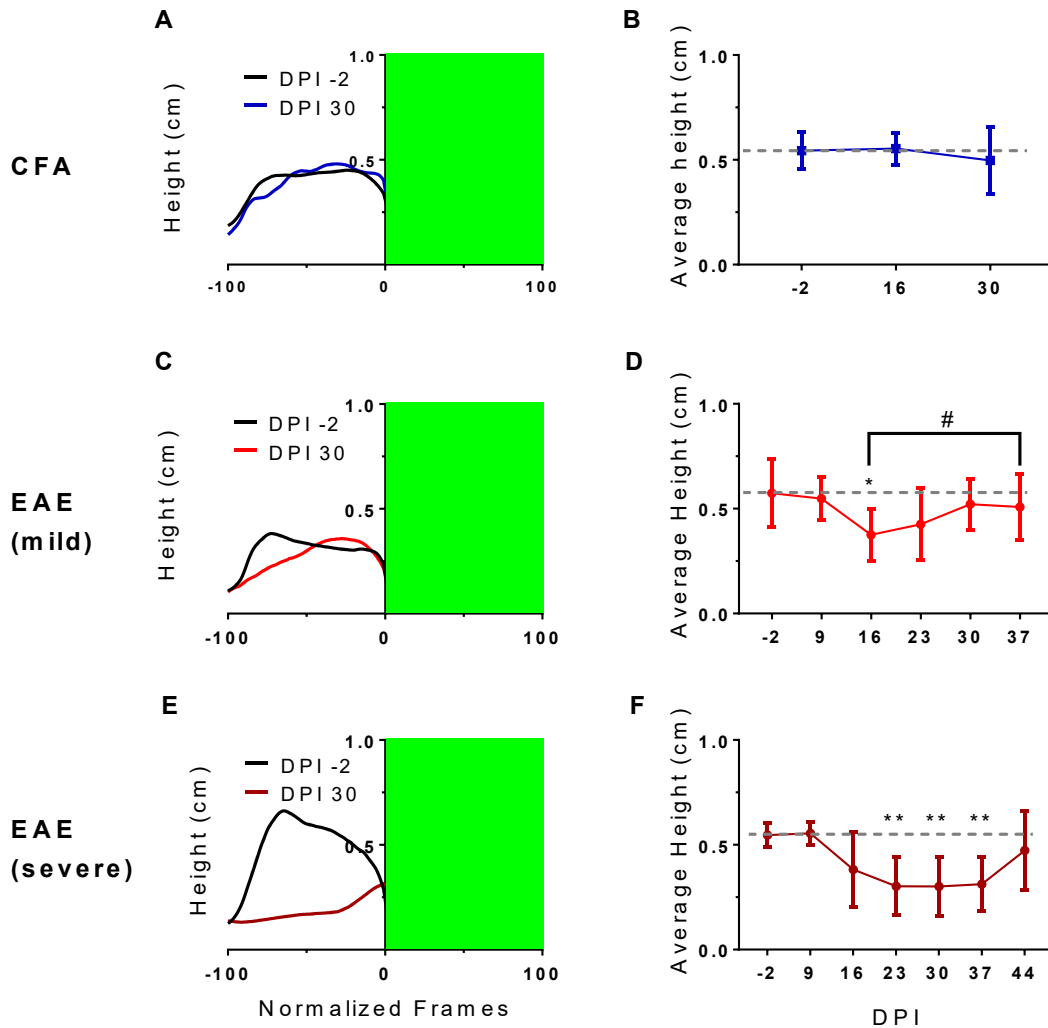 A
1.0
DPI -2
DPI 30
0.5
Height (cm)
-100
0
100
B
1.0
0.5
0.0
Average height (cm)
-2
16
30
CFA
C
1.0
DPI -2
DPI 30
0.5
Height (cm)
-100
0
100
D
1.0
#
*
0.5
0.0
Average Height (cm)
-2
9
16
23
30
37
EAE
(mild)
E
1.0
DPI -2
DPI 30
0.5
Height (cm)
-100
0
100
Normalized Frames
F
1.0
** ** **
0.5
0.0
Average Height (cm)
-2
9
16
23
30
37
44
DPI
EAE
(severe)